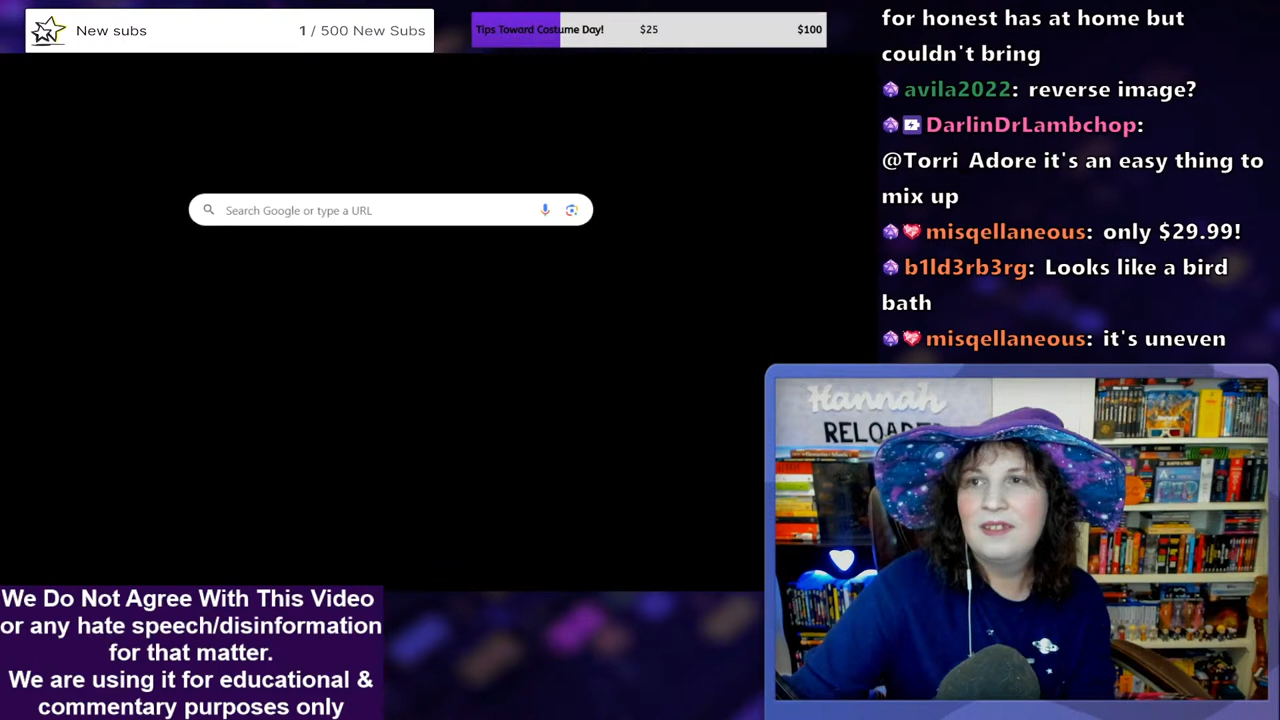 New subs
1 / 500 New Subs
Tips Toward Costume Day!
$25
$100
Search Google or type a URL
for honest has at home but
couldn't bring
avila2022: reverse image?
DarlinDrLambchop:
@Torri Adore it's an easy thing to
mix up
misqellaneous: only $29.99!
b1ld3rb3rg: Looks like a bird
bath
misqellaneous: it's uneven
Hannah
RELOADE
We Do Not Agree With This Video
or any hate speech/disinformation
for that matter.
We are using it for educational &
commentary purposes only